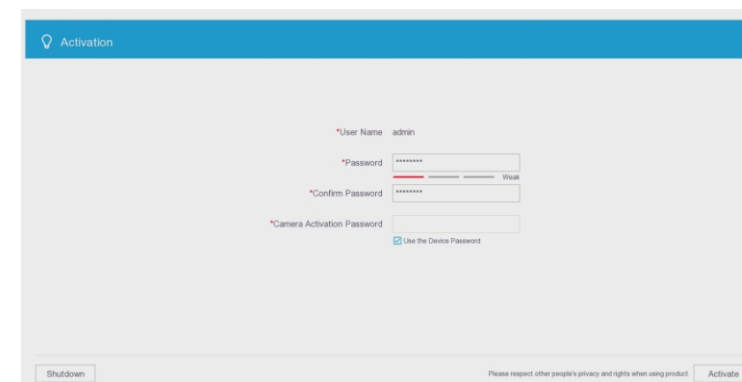 Activation
*User Name admin
*Password ********
Weak
*Confirm Password ********
*Camera Activation Password
Use the Device Password
Shutdown
Please respect other people's privacy and rights when using product.
Activate